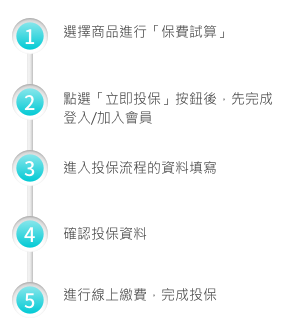 1
選擇商品進行「保費試算」
2
點選「立即投保」按鈕後，先完成
登入/加入會員
3
進入投保流程的資料填寫
4
確認投保資料
5
進行線上繳費，完成投保